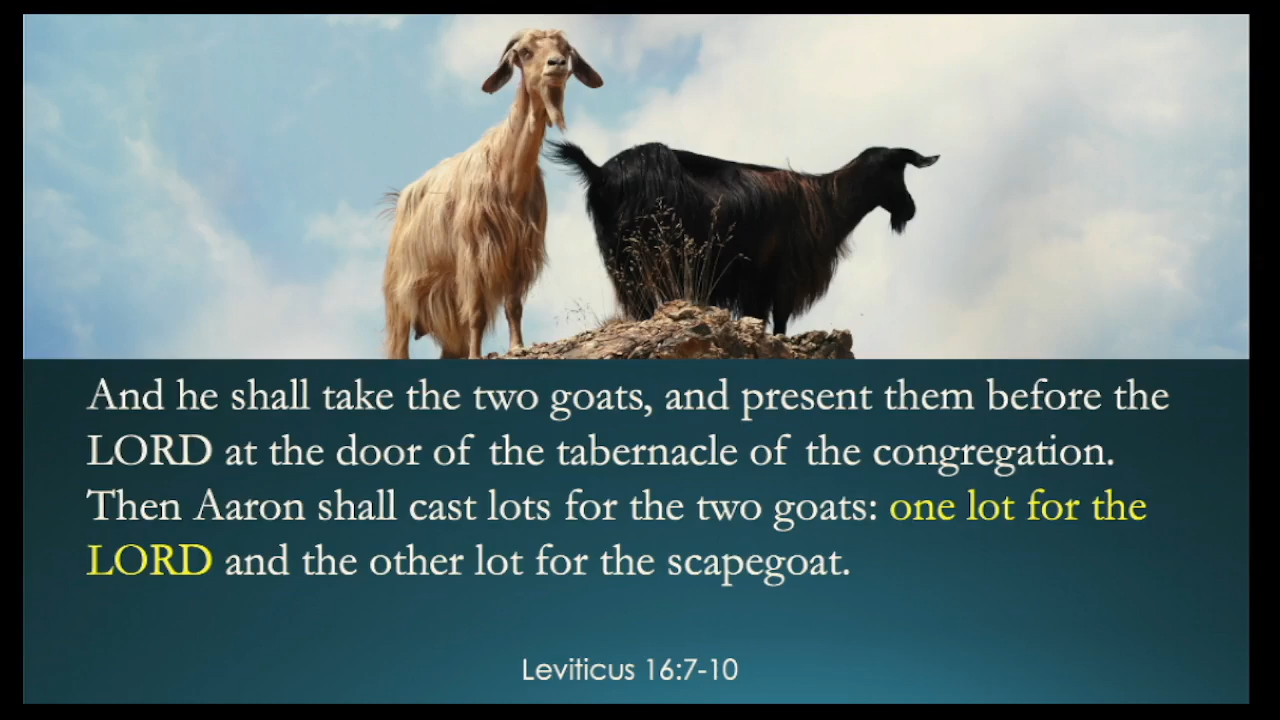 And he shall take the two goats, and present them before the
LORD at the door of the tabernacle of the congregation.
Then Aaron shall cast lots for the two goats: one lot for the
LORD and the other lot for the scapegoat.
Leviticus 16:7-10